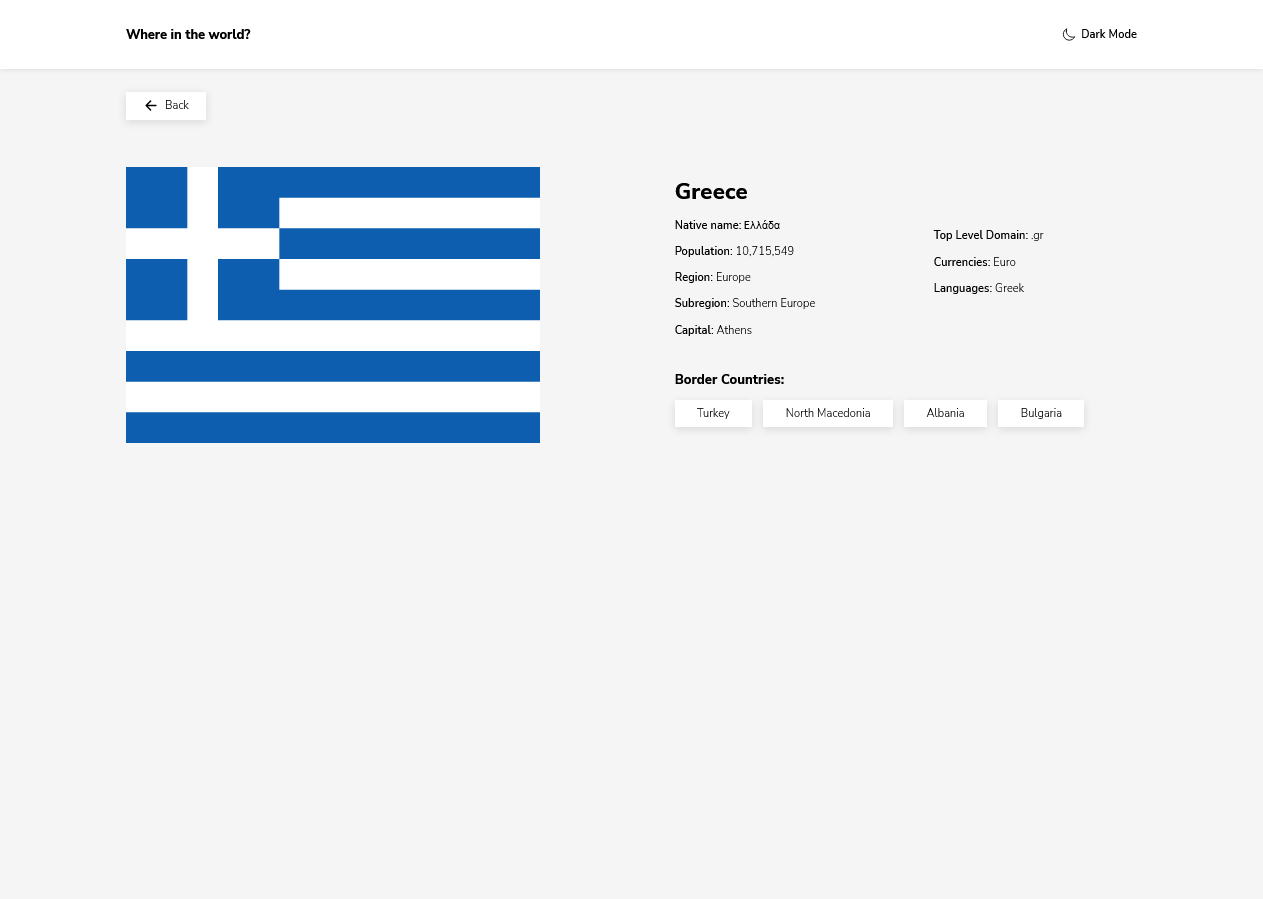 Where in the world?
Dark Mode
Back
Greece
Native name: Ελλάδα
Population: 10,715,549
Region: Europe
Subregion: Southern Europe
Capital: Athens
Top Level Domain: .gr
Currencies: Euro
Languages: Greek
Border Countries:
Turkey
North Macedonia
Albania
Bulgaria